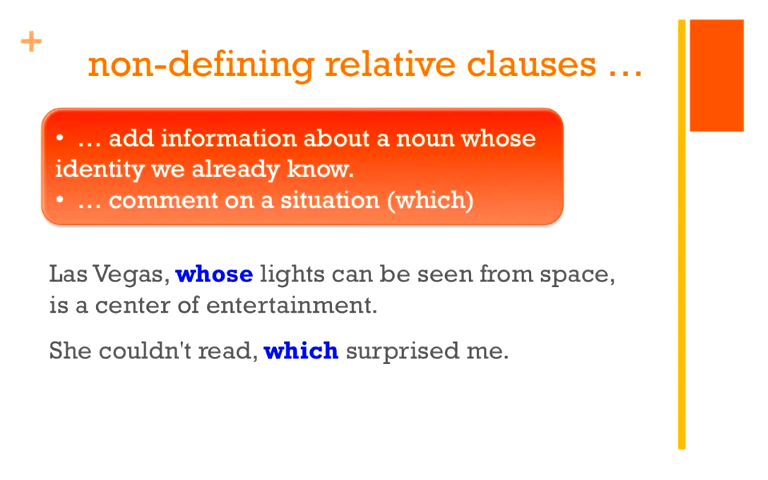 +
non-defining relative clauses …
• … add information about a noun whose
identity we already know.
• … comment on a situation (which)
Las Vegas, whose lights can be seen from space,
is a center of entertainment.
She couldn't read, which surprised me.